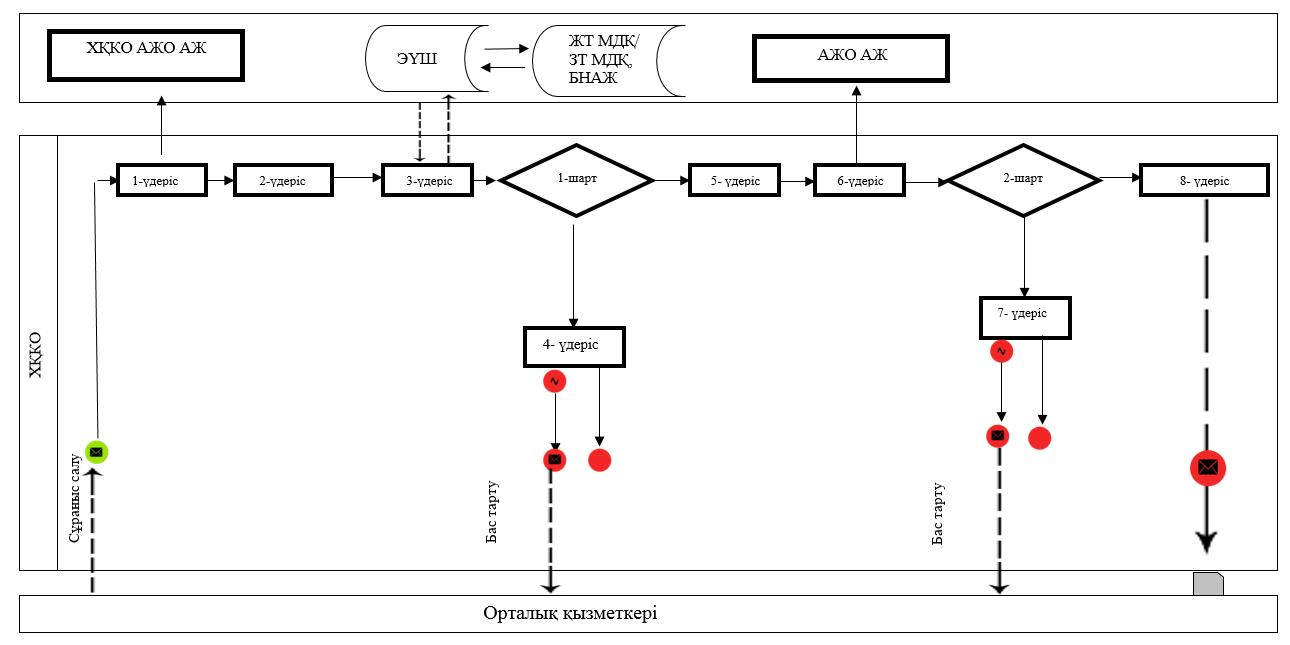 ХҚКО АЖО АЖ
ЭҮШ
ЖТ МДҚ/
ЗТ МДҚ,
БНАЖ
АЖО АЖ
1-үдеріс
2-үдеріс
3-үдеріс
1-шарт
5- үдеріс
6-үдеріс
2-шарт
8- үдеріс
4- үдеріс
7- үдеріс
ХҚКО
Сұраныс салу
Бас тарту
Бас тарту
Орталық қызметкері